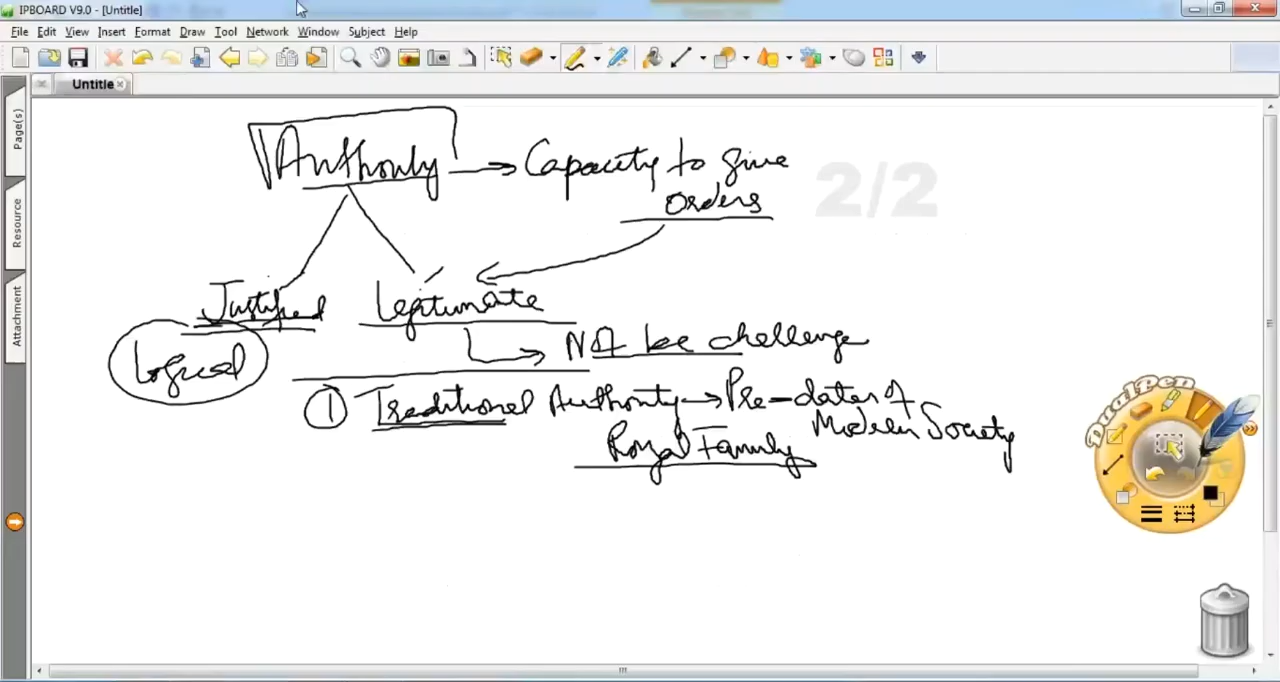 IPBOARD V9.0 - [Untitle]
File Edit View Insert Format Draw Tool Network Window Subject Help
Untitle
Page(s)
Resource
Attachment
2/2
Authority → Capacity to give
orders
Justified Legitimate
Logical
Not be challenge
① Traditional Authority → Pre-dates of
Modern Society
Royal Family
DualPen